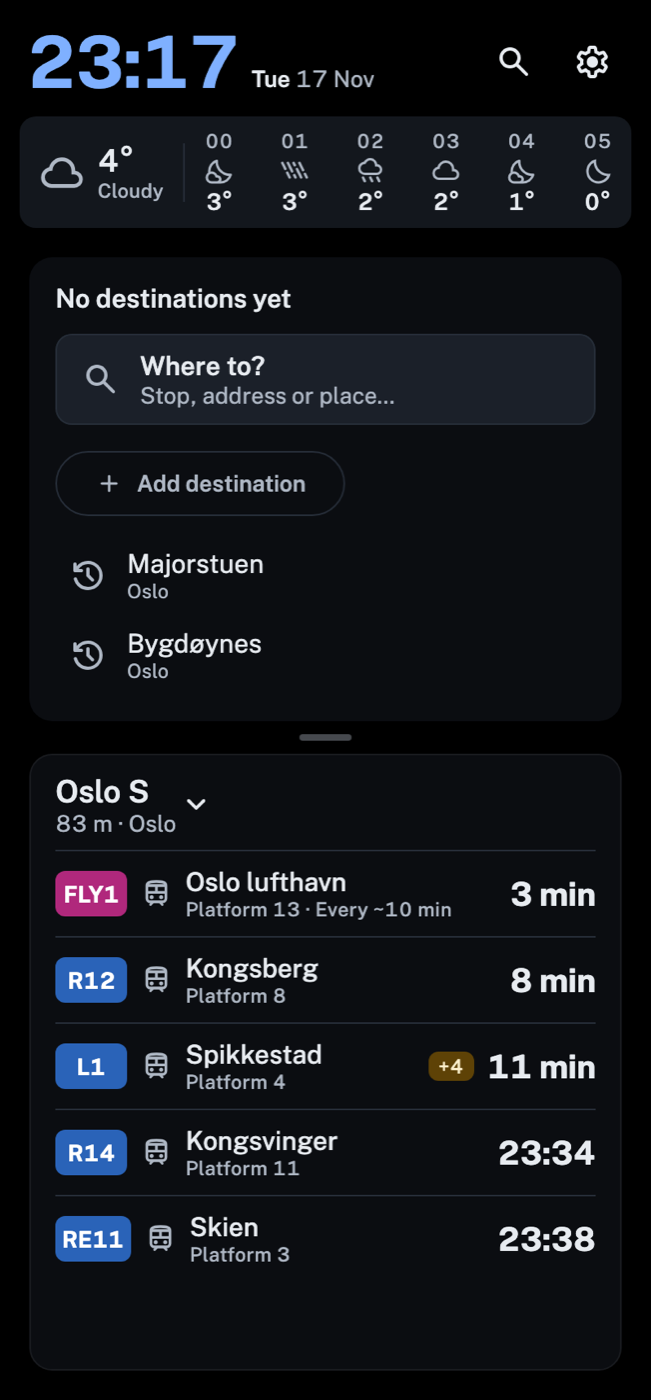 23:17 Tue 17 Nov
00 01 02 03 04 05
4°
Cloudy
3° 3° 2° 2° 1° 0°
No destinations yet
Where to?
Stop, address or place...
+ Add destination
Majorstuen
Oslo
Bygdøynes
Oslo
Oslo S
83 m · Oslo
FLY1 Oslo lufthavn 3 min
Platform 13 · Every ~10 min
R12 Kongsberg 8 min
Platform 8
L1 Spikkestad +4 11 min
Platform 4
R14 Kongsvinger 23:34
Platform 11
RE11 Skien 23:38
Platform 3